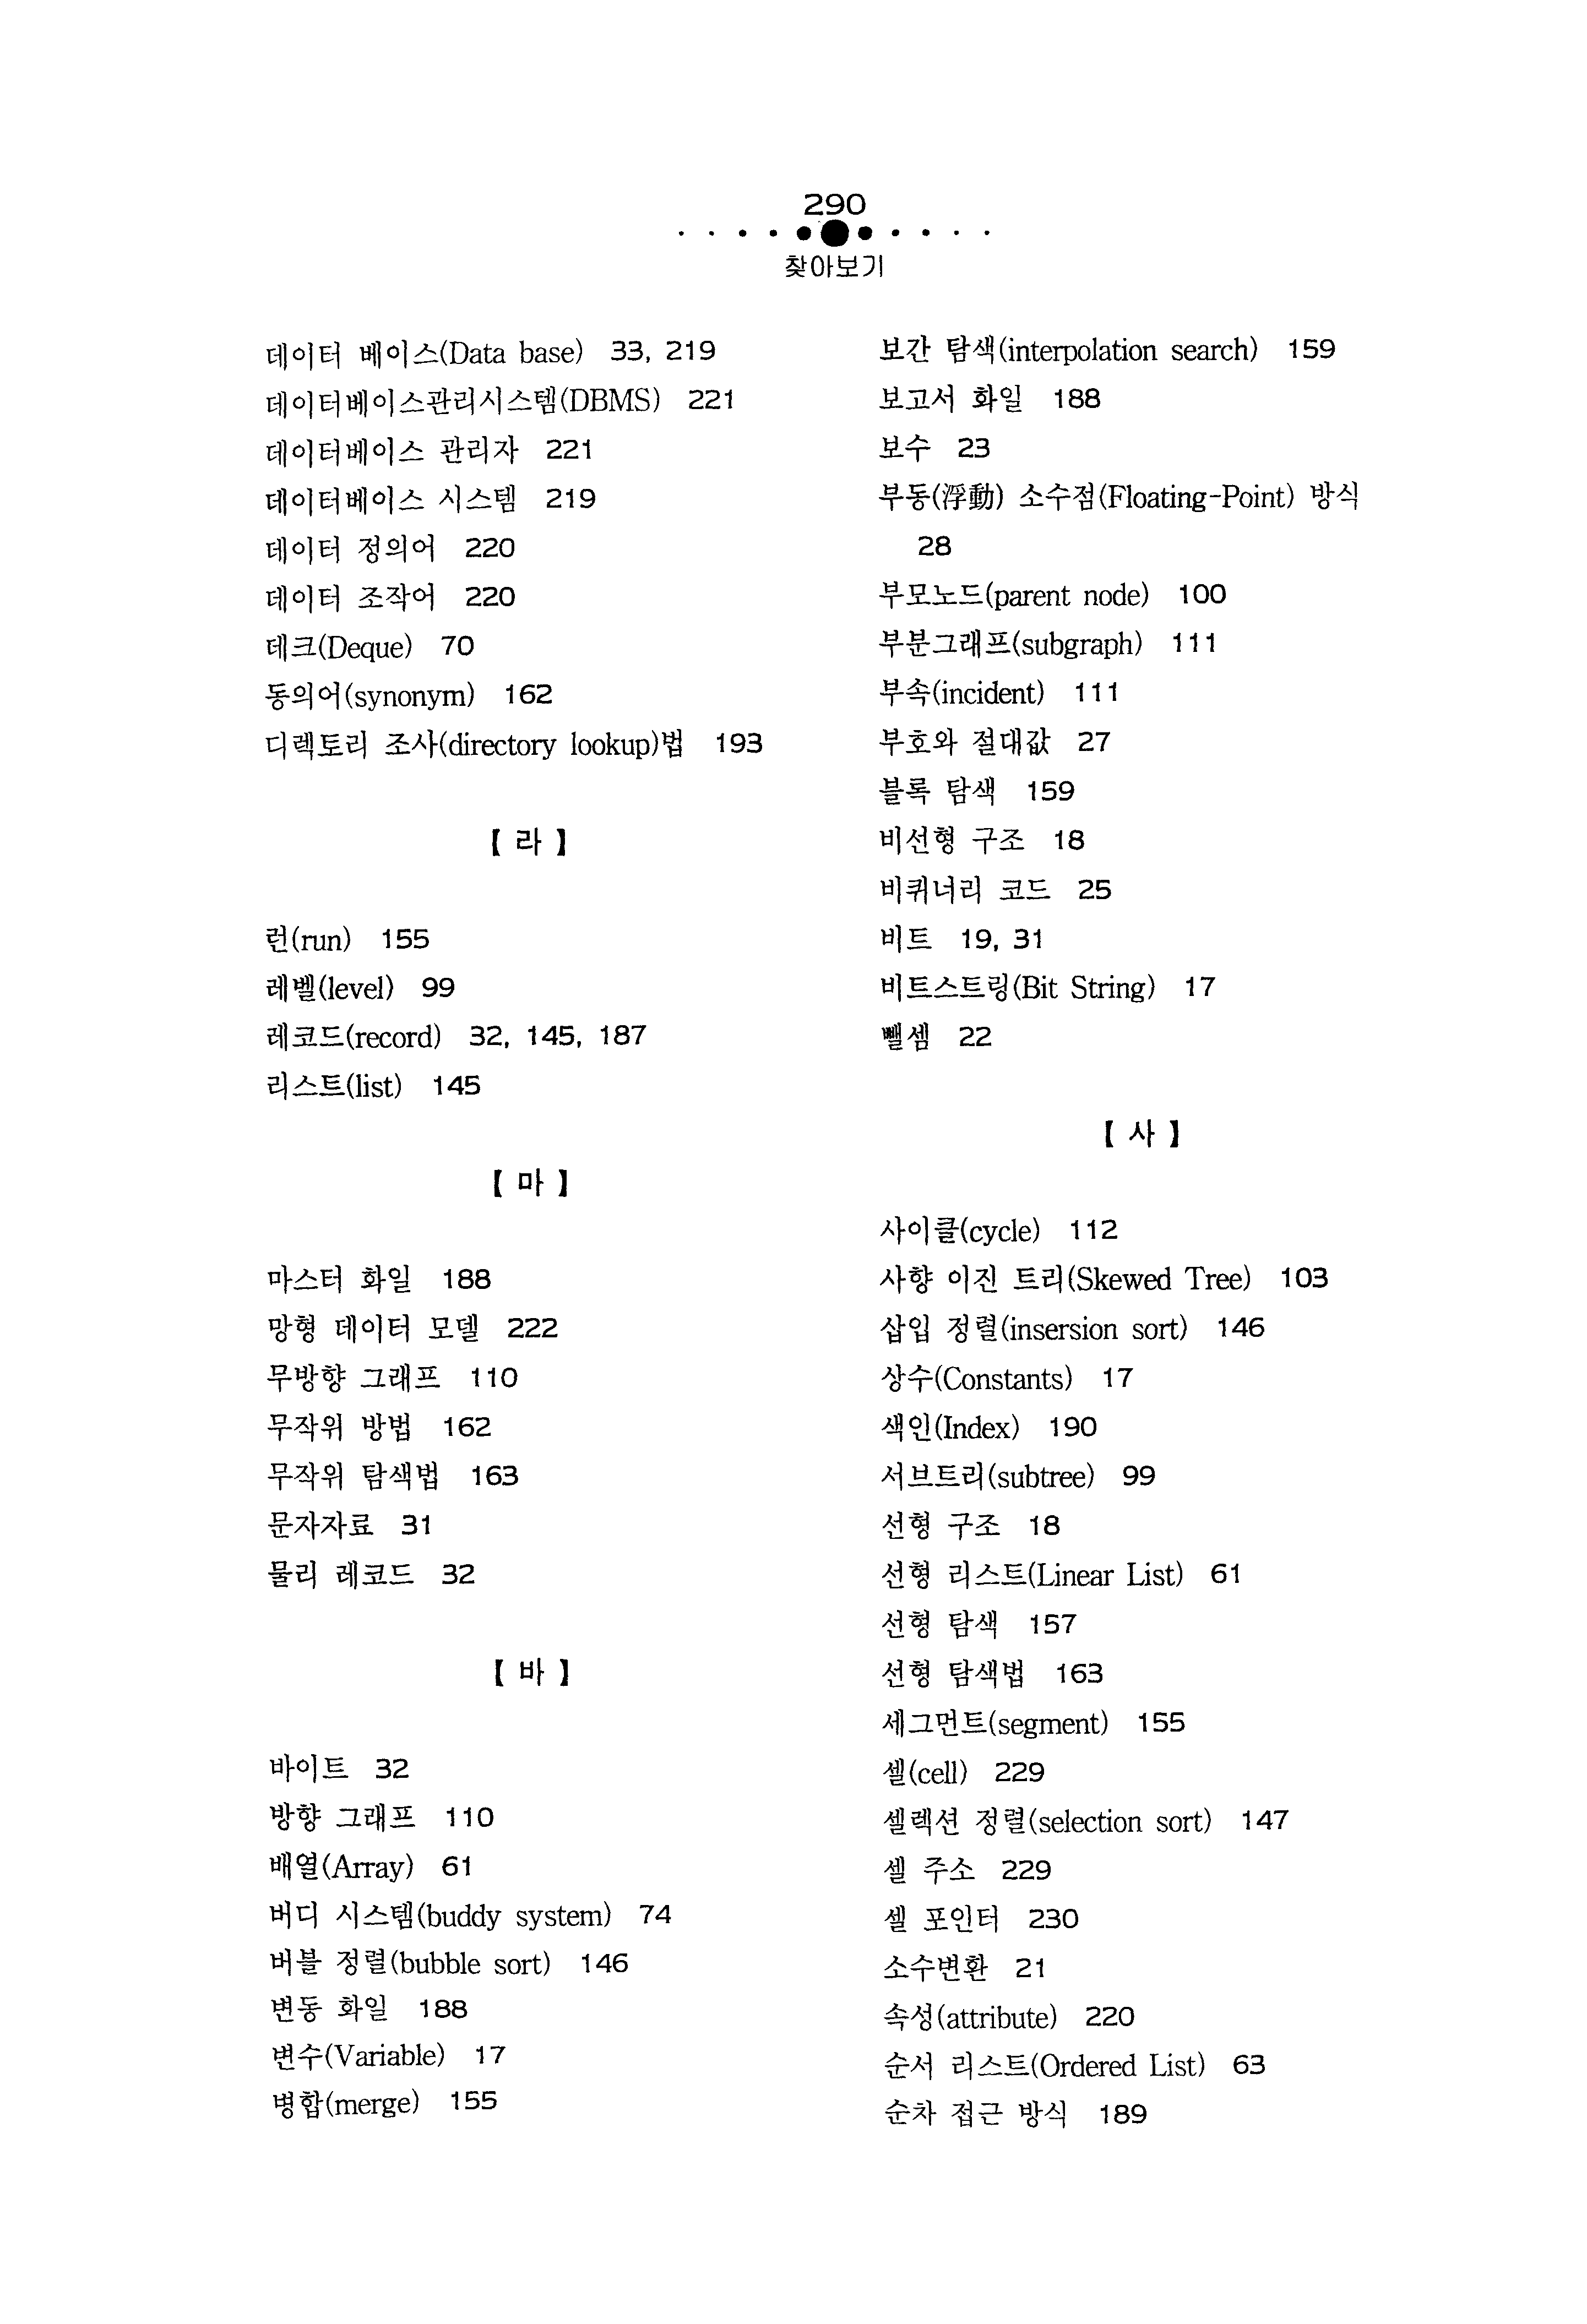 290
찾아보기
데이터 베이스(Data base) 33, 219
데이터베이스관리시스템(DBMS) 221
데이터베이스 관리자 221
데이터베이스 시스템 219
데이터 정의어 220
데이터 조작어 220
데크(Deque) 70
동의어(synonym) 162
디렉토리 조사(directory lookup)법 193
【 라 】
런(run) 155
레벨(level) 99
레코드(record) 32, 145, 187
리스트(list) 145
【 마 】
마스터 화일 188
망형 데이터 모델 222
무방향 그래프 110
무작위 방법 162
무작위 탐색법 163
문자자료 31
물리 레코드 32
【 바 】
바이트 32
방향 그래프 110
배열(Array) 61
버디 시스템(buddy system) 74
버블 정렬(bubble sort) 146
변동 화일 188
변수(Variable) 17
병합(merge) 155
보간 탐색(interpolation search) 159
보고서 화일 188
보수 23
부동(浮動) 소수점(Floating-Point) 방식
28
부모노드(parent node) 100
부분그래프(subgraph) 111
부속(incident) 111
부호와 절대값 27
블록 탐색 159
비선형 구조 18
비퀴너리 코드 25
비트 19, 31
비트스트링(Bit String) 17
뺄셈 22
【 사 】
사이클(cycle) 112
사향 이진 트리(Skewed Tree) 103
삽입 정렬(insersion sort) 146
상수(Constants) 17
색인(Index) 190
서브트리(subtree) 99
선형 구조 18
선형 리스트(Linear List) 61
선형 탐색 157
선형 탐색법 163
세그먼트(segment) 155
셀(cell) 229
셀렉션 정렬(selection sort) 147
셀 주소 229
셀 포인터 230
소수변환 21
속성(attribute) 220
순서 리스트(Ordered List) 63
순차 접근 방식 189